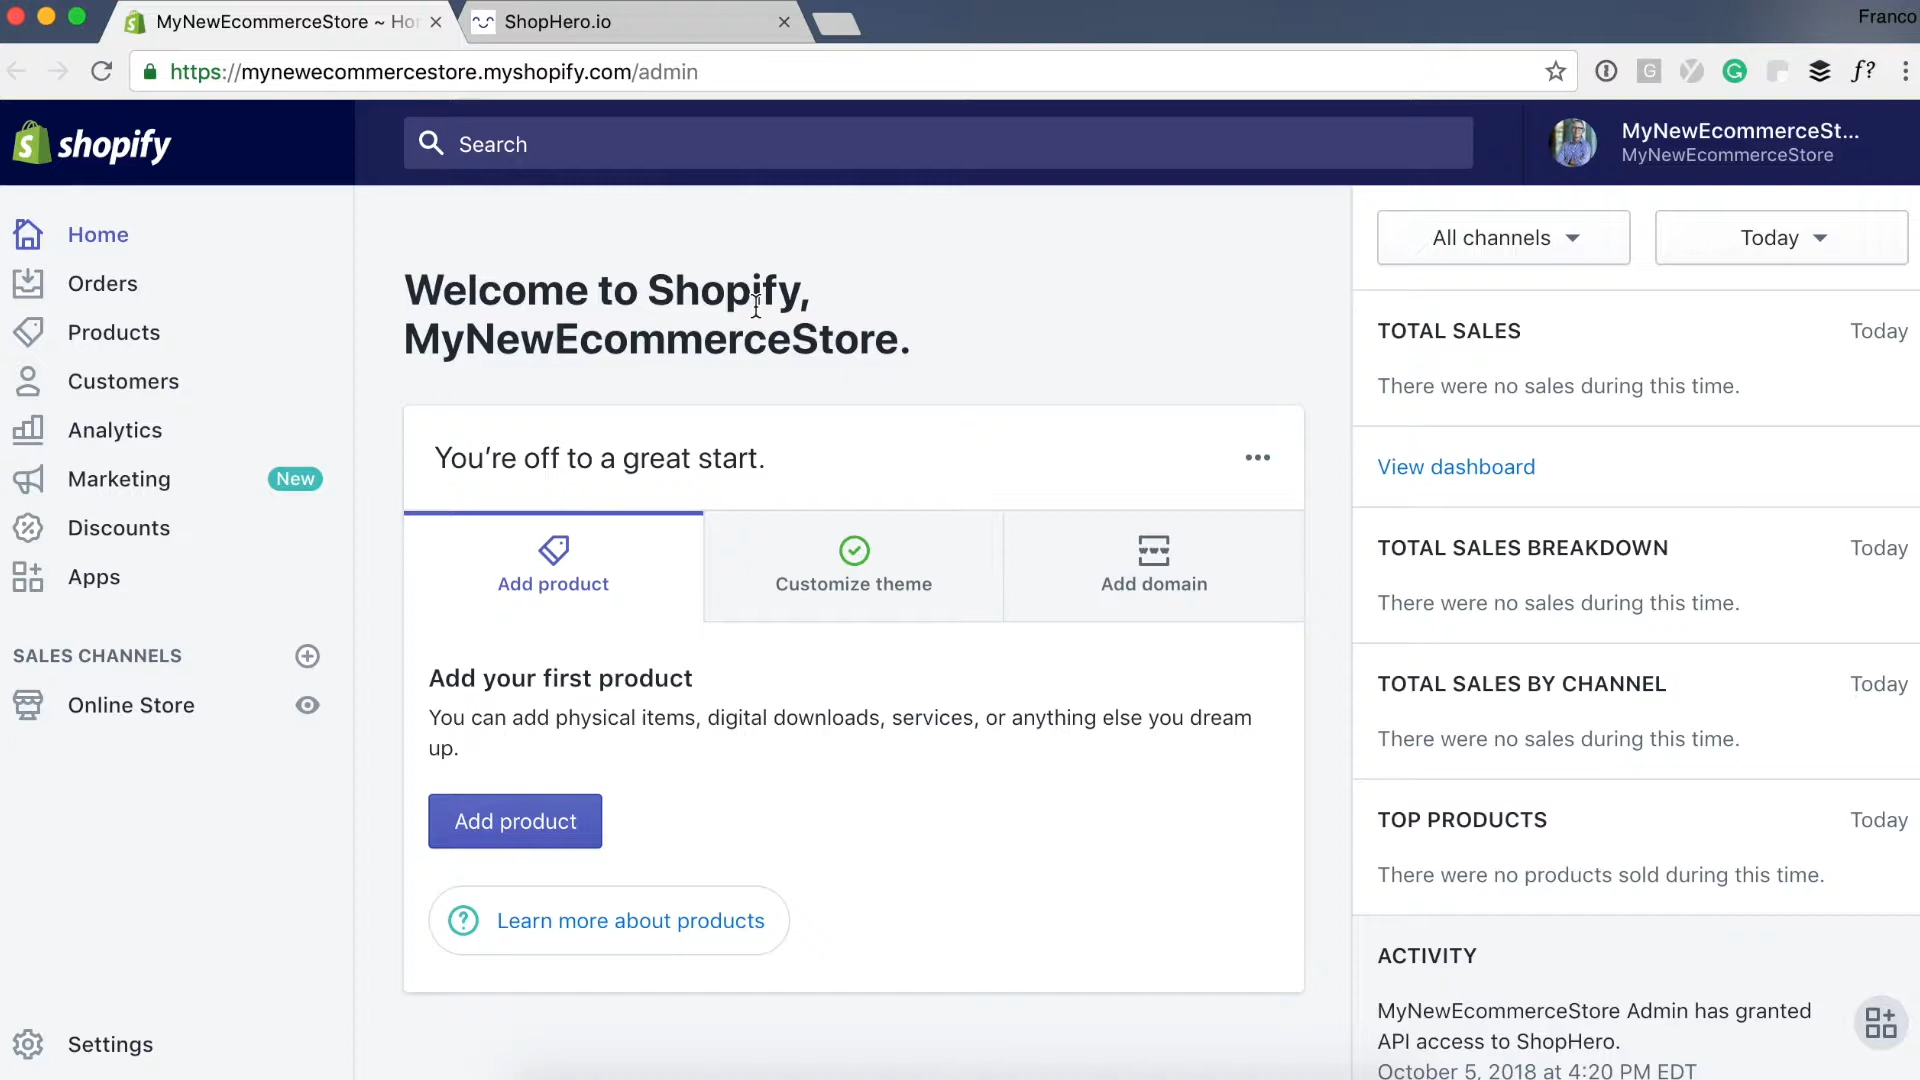 MyNewEcommerceStore ~ Ho
ShopHero.io
Franco
https://mynewecommercestore.myshopify.com/admin
shopify
Search
MyNewEcommerceSt...
MyNewEcommerceStore
Home
Orders
Products
Customers
Analytics
Marketing New
Discounts
Apps
SALES CHANNELS
Online Store
Settings
Welcome to Shopify,
MyNewEcommerceStore.
You’re off to a great start.
Add product
Customize theme
Add domain
Add your first product
You can add physical items, digital downloads, services, or anything else you dream
up.
Add product
Learn more about products
All channels
Today
TOTAL SALES Today
There were no sales during this time.
View dashboard
TOTAL SALES BREAKDOWN Today
There were no sales during this time.
TOTAL SALES BY CHANNEL Today
There were no sales during this time.
TOP PRODUCTS Today
There were no products sold during this time.
ACTIVITY
MyNewEcommerceStore Admin has granted
API access to ShopHero.
October 5, 2018 at 4:20 PM EDT